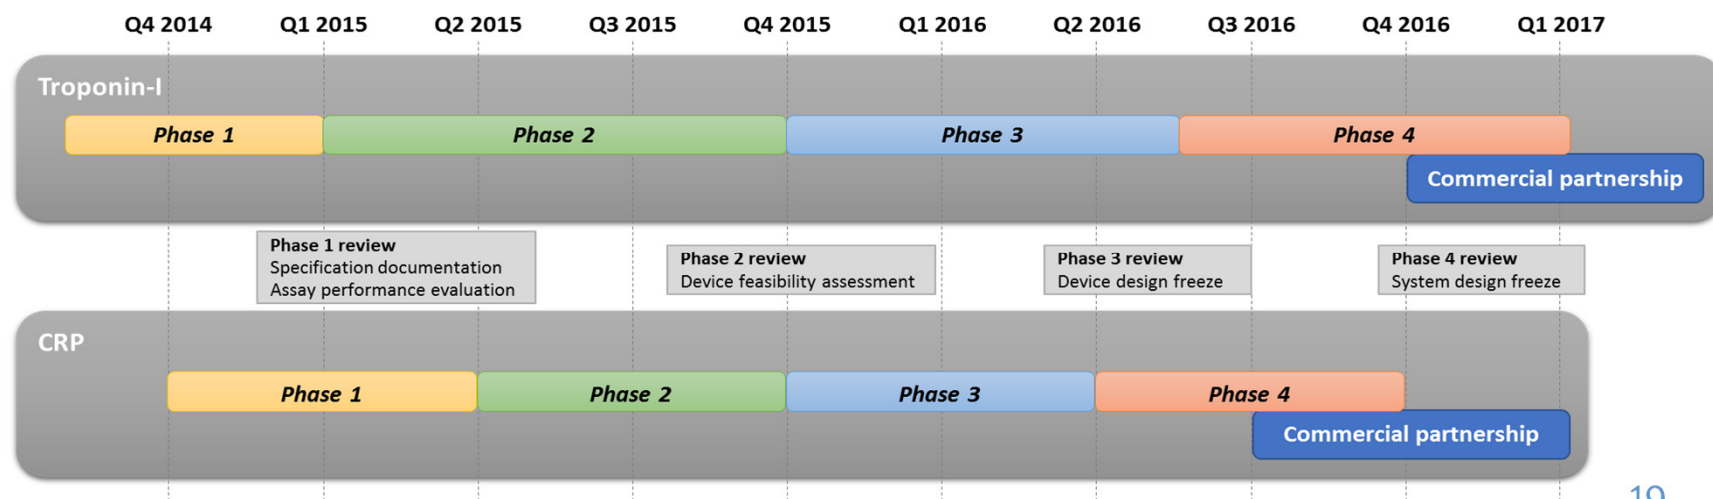 Q4 2014 Q1 2015 Q2 2015 Q3 2015 Q4 2015 Q1 2016 Q2 2016 Q3 2016 Q4 2016 Q1 2017
Troponin-I
Phase 1 Phase 2 Phase 3 Phase 4
Commercial partnership
Phase 1 review
Specification documentation
Assay performance evaluation
Phase 2 review
Device feasibility assessment
Phase 3 review
Device design freeze
Phase 4 review
System design freeze
CRP
Phase 1 Phase 2 Phase 3 Phase 4
Commercial partnership
19